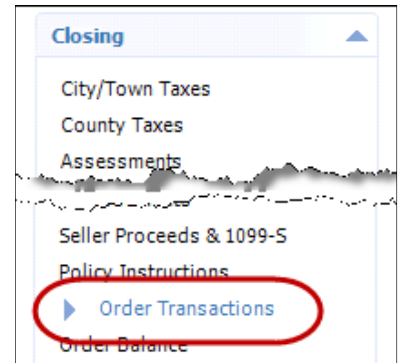 Closing
City/Town Taxes
County Taxes
Assessments
Seller Proceeds & 1099-S
Policy Instructions
Order Transactions
Order Balance